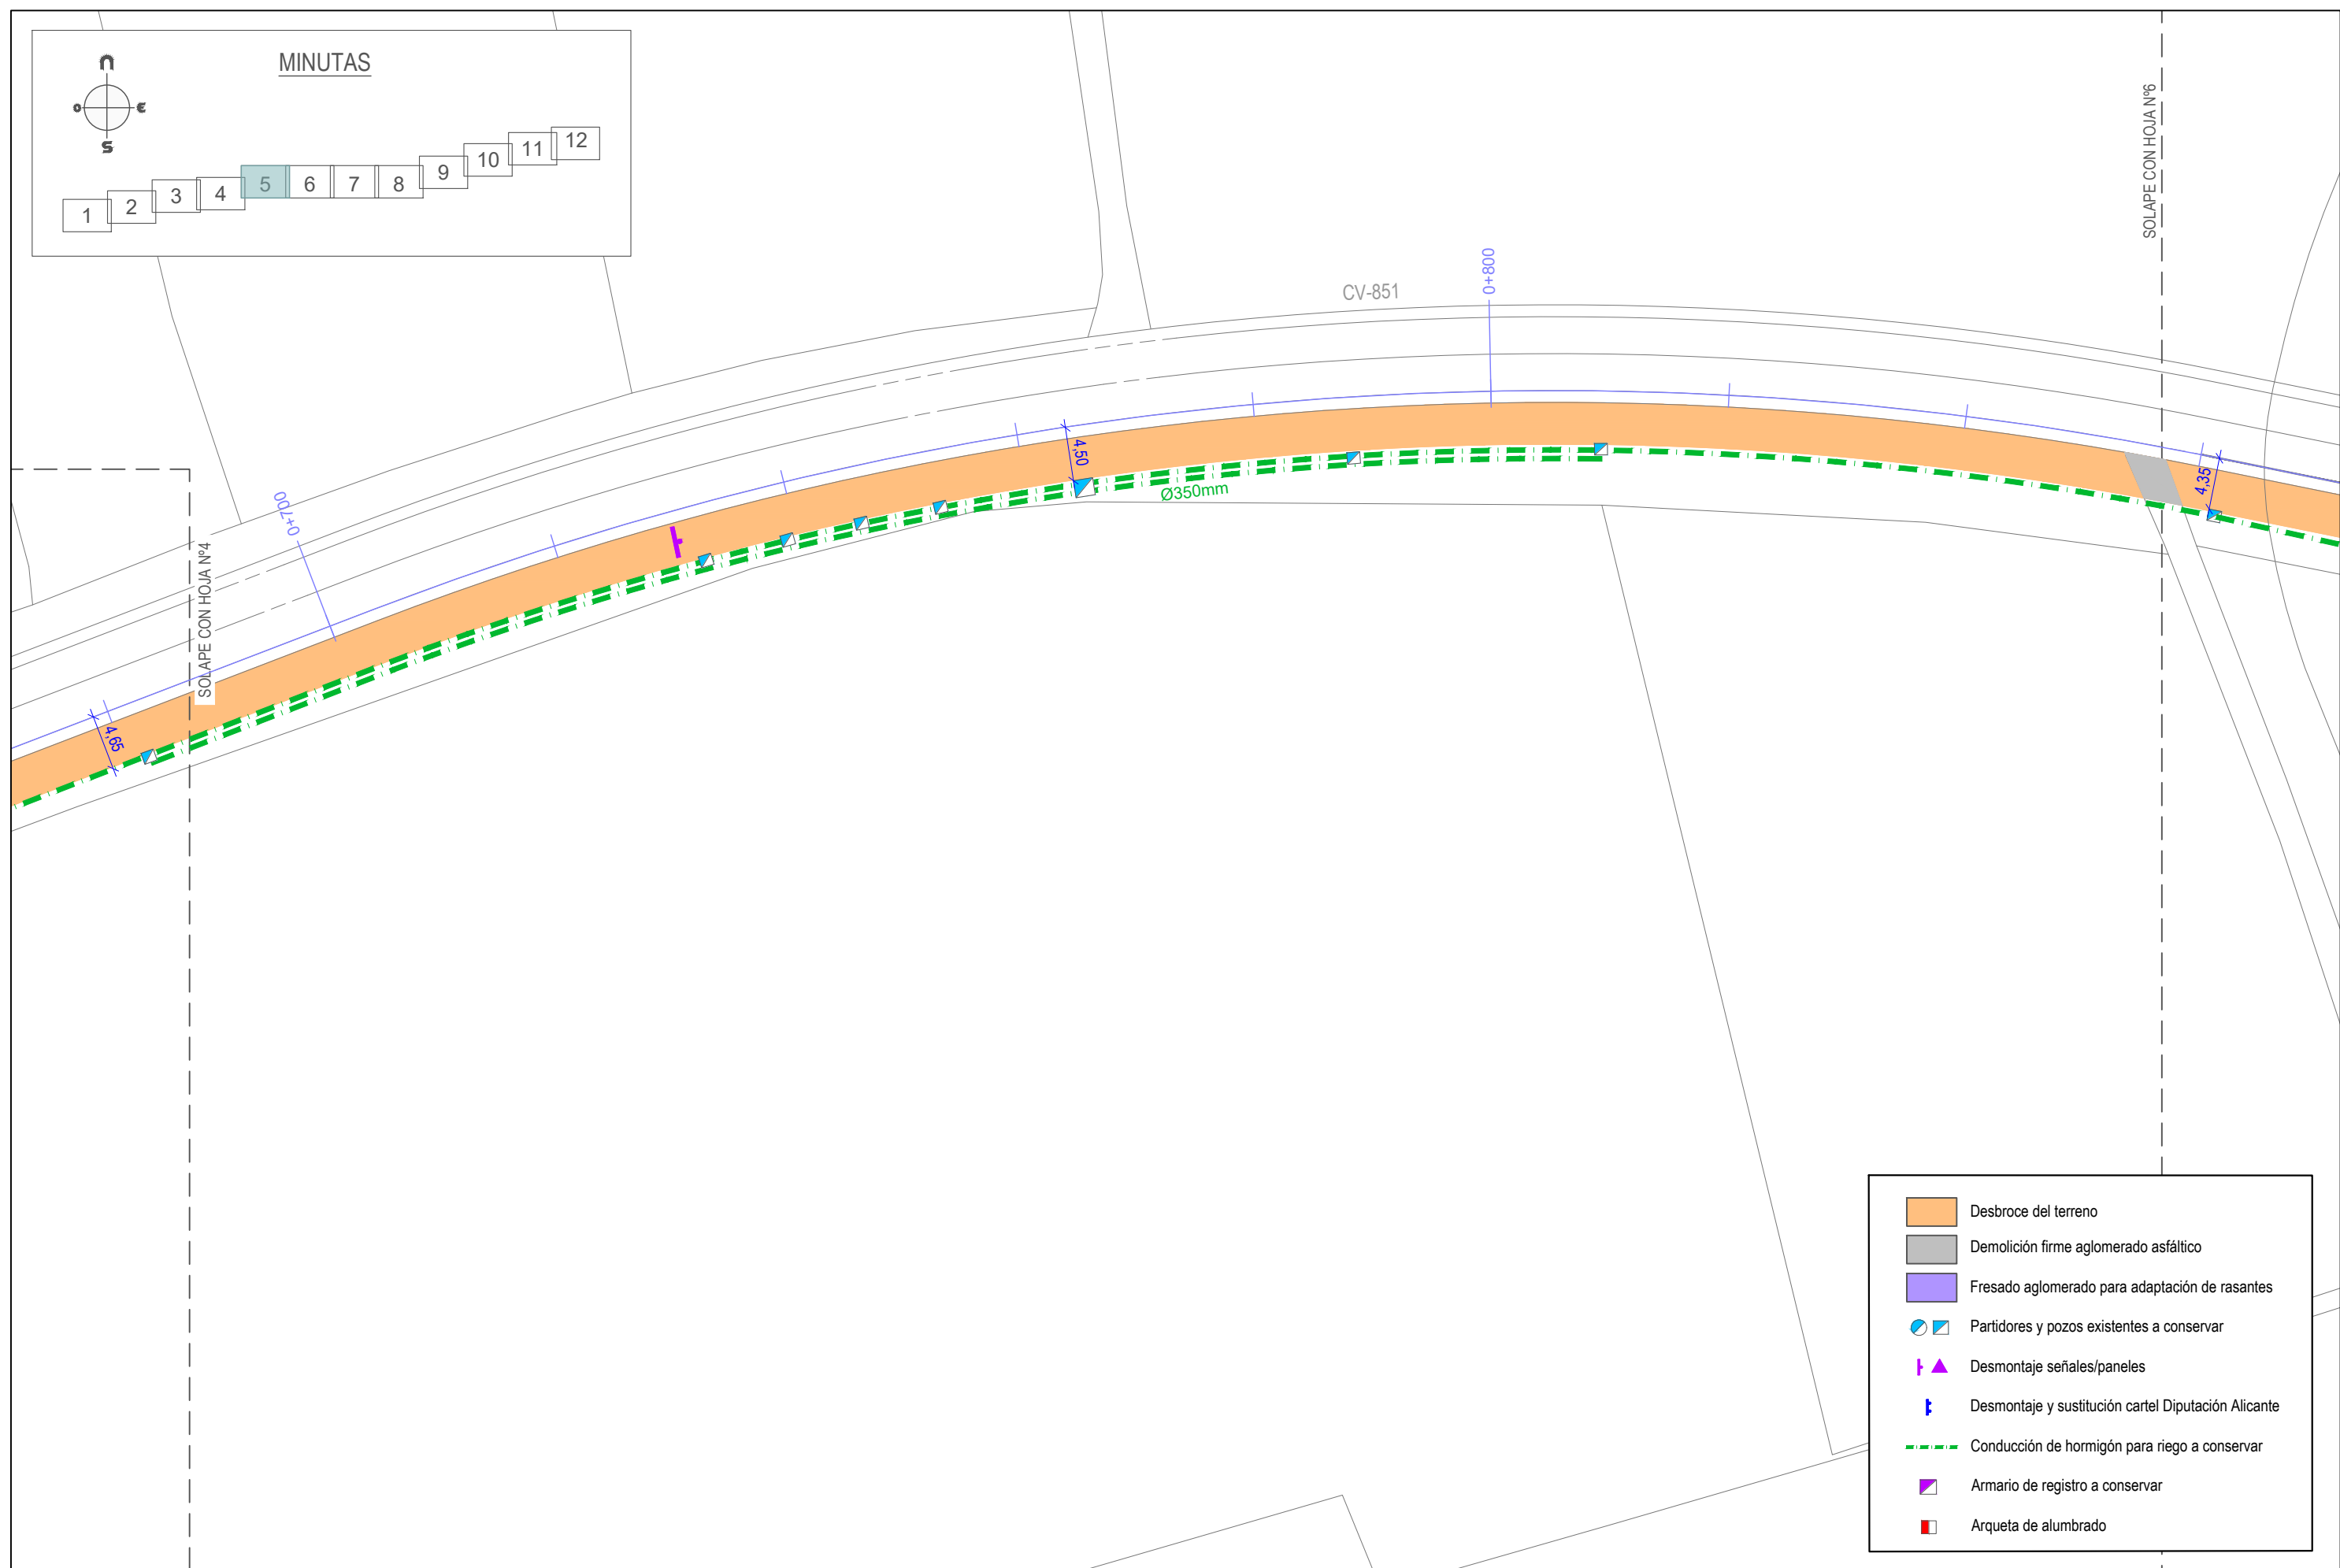 MINUTAS
n
o
e
s
1
2
3
4
5
6
7
8
9
10
11
12
SOLAPE CON HOJA Nº6
0+800
CV-851
4,50
Ø350mm
4,35
0+700
SOLAPE CON HOJA Nº4
4,65
Desbroce del terreno
Demolición firme aglomerado asfáltico
Fresado aglomerado para adaptación de rasantes
Partidores y pozos existentes a conservar
Desmontaje señales/paneles
Desmontaje y sustitución cartel Diputación Alicante
Conducción de hormigón para riego a conservar
Armario de registro a conservar
Arqueta de alumbrado